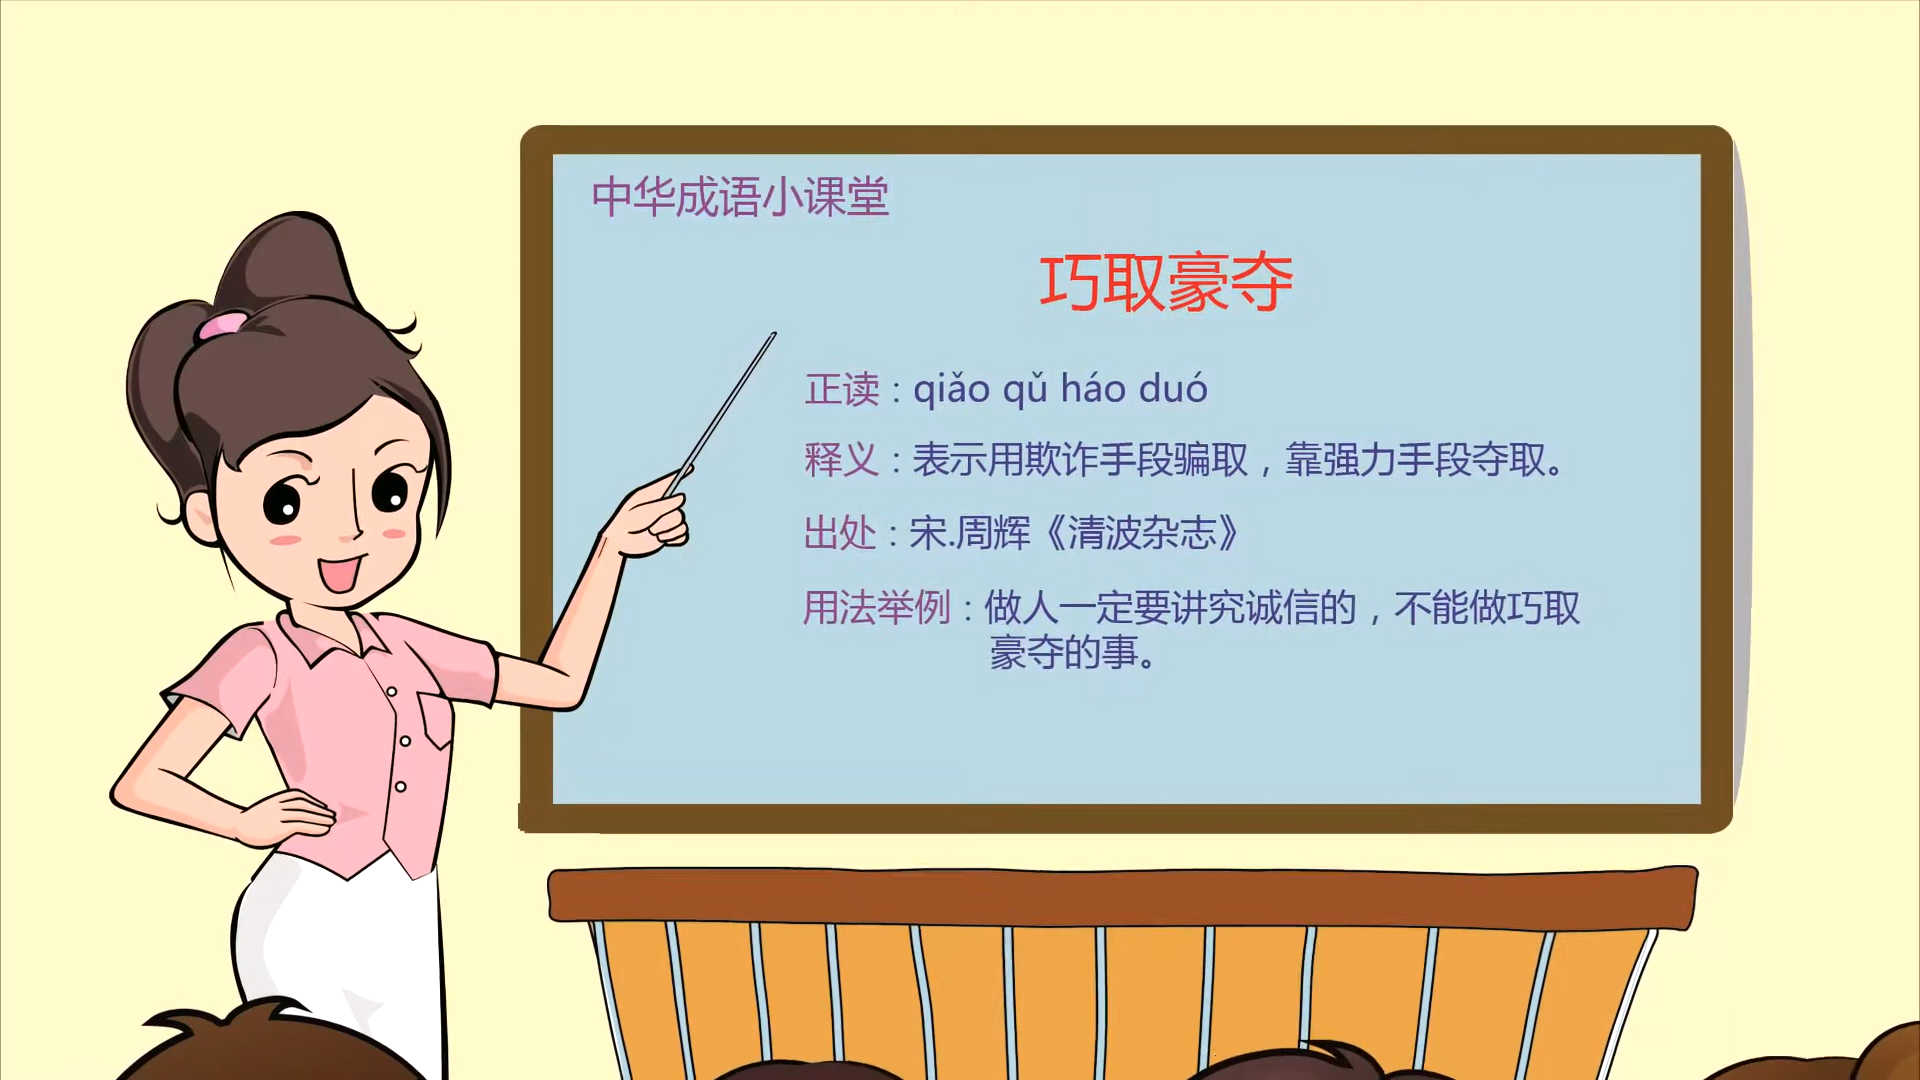 中华成语小课堂
巧取豪夺
正读：qiǎo qǔ háo duó
释义：表示用欺诈手段骗取，靠强力手段夺取。
出处：宋.周辉《清波杂志》
用法举例：做人一定要讲究诚信的，不能做巧取
豪夺的事。